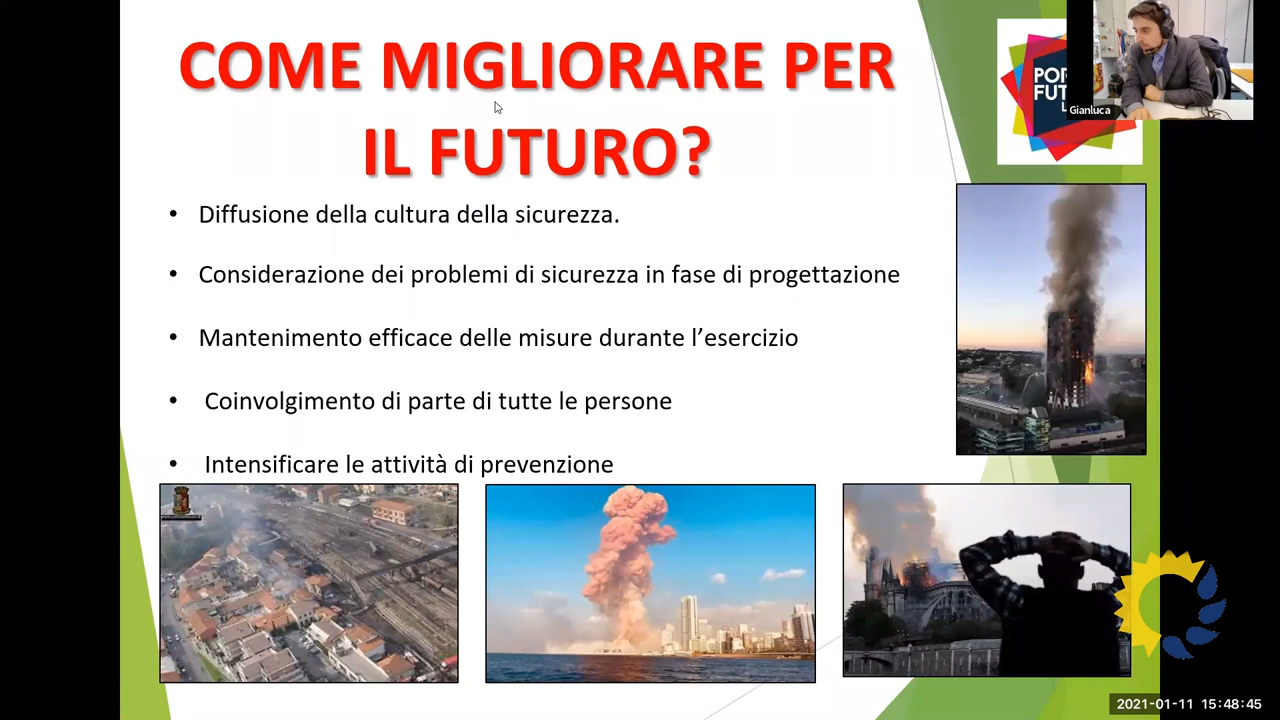 COME MIGLIORARE PER
IL FUTURO?
• Diffusione della cultura della sicurezza.
• Considerazione dei problemi di sicurezza in fase di progettazione
• Mantenimento efficace delle misure durante l’esercizio
• Coinvolgimento di parte di tutte le persone
• Intensificare le attività di prevenzione
Gianluca
2021-01-11 15:48:45